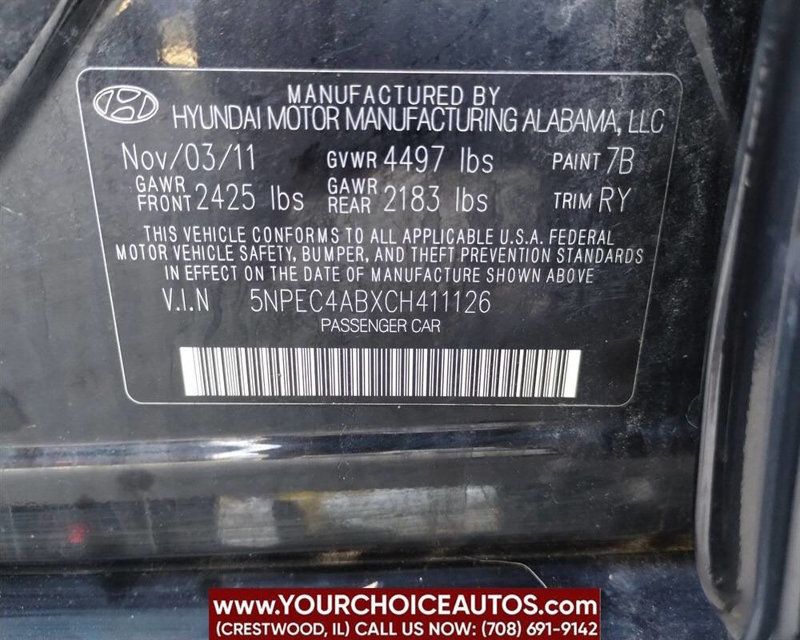 MANUFACTURED BY
HYUNDAI MOTOR MANUFACTURING ALABAMA, LLC
Nov/03/11 GVWR 4497 lbs PAINT 7B
GAWR FRONT 2425 lbs GAWR REAR 2183 lbs TRIM RY
THIS VEHICLE CONFORMS TO ALL APPLICABLE U.S.A. FEDERAL
MOTOR VEHICLE SAFETY, BUMPER, AND THEFT PREVENTION STANDARDS
IN EFFECT ON THE DATE OF MANUFACTURE SHOWN ABOVE
V.I.N 5NPEC4ABXCH411126
PASSENGER CAR
www.YOURCHOICEAUTOS.com
(CRESTWOOD, IL) CALL US NOW: (708) 691-9142